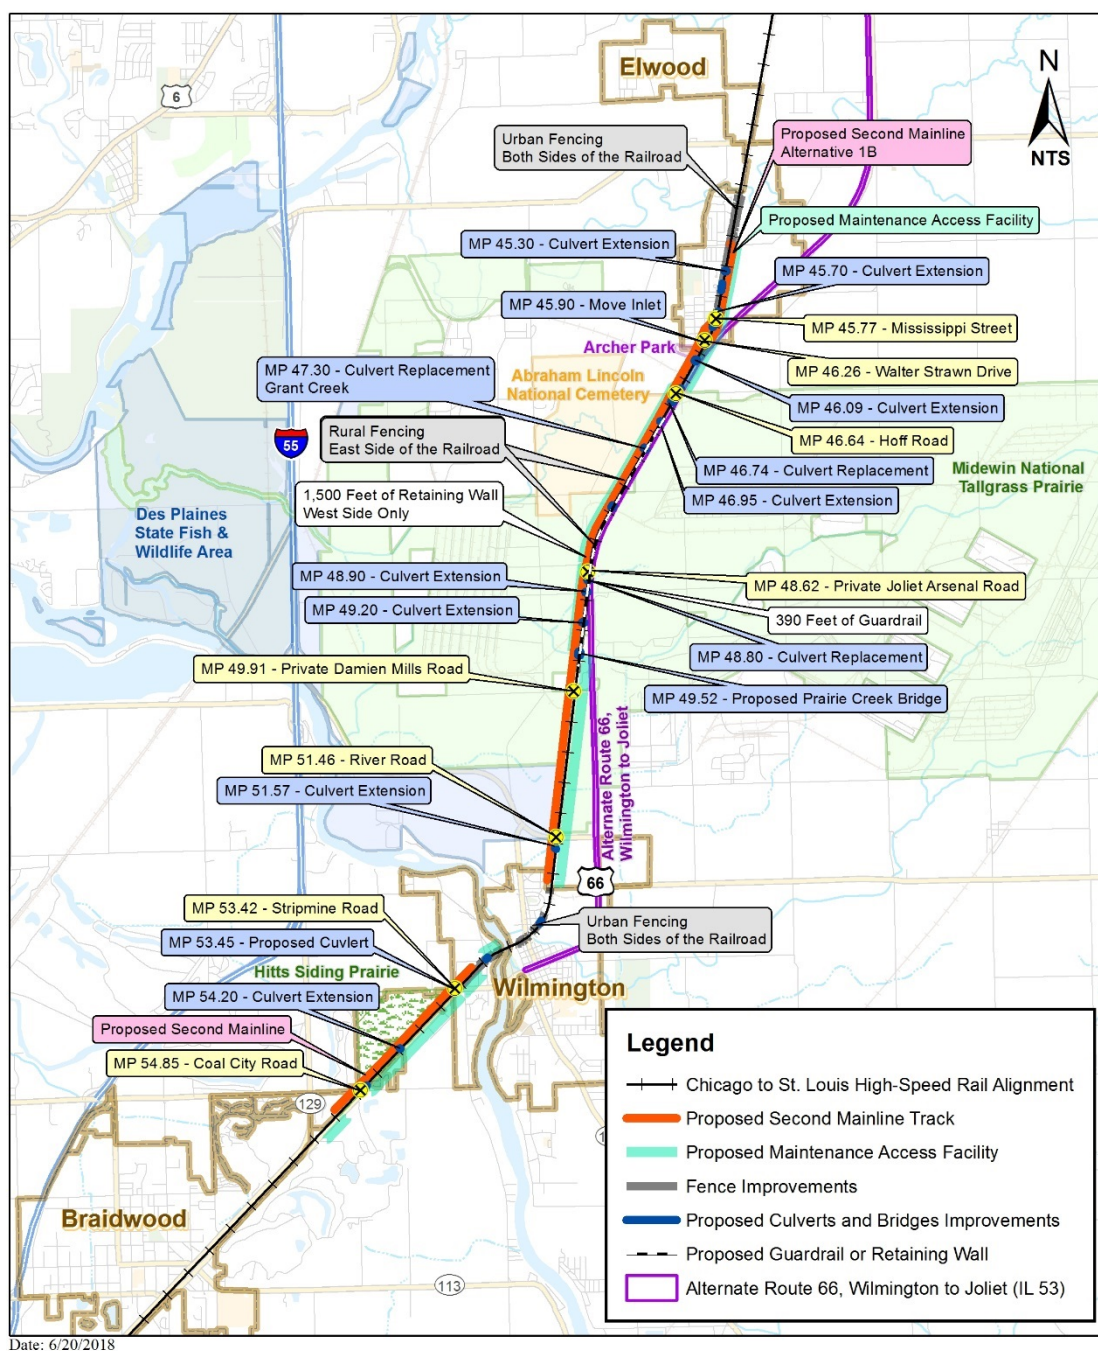 Elwood
6
N
NTS
Urban Fencing
Both Sides of the Railroad
Proposed Second Mainline
Alternative 1B
Proposed Maintenance Access Facility
MP 45.30 - Culvert Extension
MP 45.70 - Culvert Extension
MP 45.90 - Move Inlet
MP 45.77 - Mississippi Street
Archer Park
MP 46.26 - Walter Strawn Drive
MP 47.30 - Culvert Replacement
Grant Creek
Abraham Lincoln
National Cemetery
MP 46.09 - Culvert Extension
MP 46.64 - Hoff Road
55
Rural Fencing
East Side of the Railroad
MP 46.74 - Culvert Replacement
Midewin National
Tallgrass Prairie
MP 46.95 - Culvert Extension
1,500 Feet of Retaining Wall
West Side Only
Des Plaines
State Fish &
Wildlife Area
MP 48.90 - Culvert Extension
MP 48.62 - Private Joliet Arsenal Road
MP 49.20 - Culvert Extension
390 Feet of Guardrail
MP 48.80 - Culvert Replacement
MP 49.91 - Private Damien Mills Road
MP 49.52 - Proposed Prairie Creek Bridge
Alternate Route 66,
Wilmington to Joliet
MP 51.46 - River Road
MP 51.57 - Culvert Extension
66
MP 53.42 - Stripmine Road
Urban Fencing
Both Sides of the Railroad
MP 53.45 - Proposed Cuvlert
Hitts Siding Prairie
Wilmington
MP 54.20 - Culvert Extension
Proposed Second Mainline
MP 54.85 - Coal City Road
129
Braidwood
113
Legend
Chicago to St. Louis High-Speed Rail Alignment
Proposed Second Mainline Track
Proposed Maintenance Access Facility
Fence Improvements
Proposed Culverts and Bridges Improvements
Proposed Guardrail or Retaining Wall
Alternate Route 66, Wilmington to Joliet (IL 53)
Date: 6/20/2018